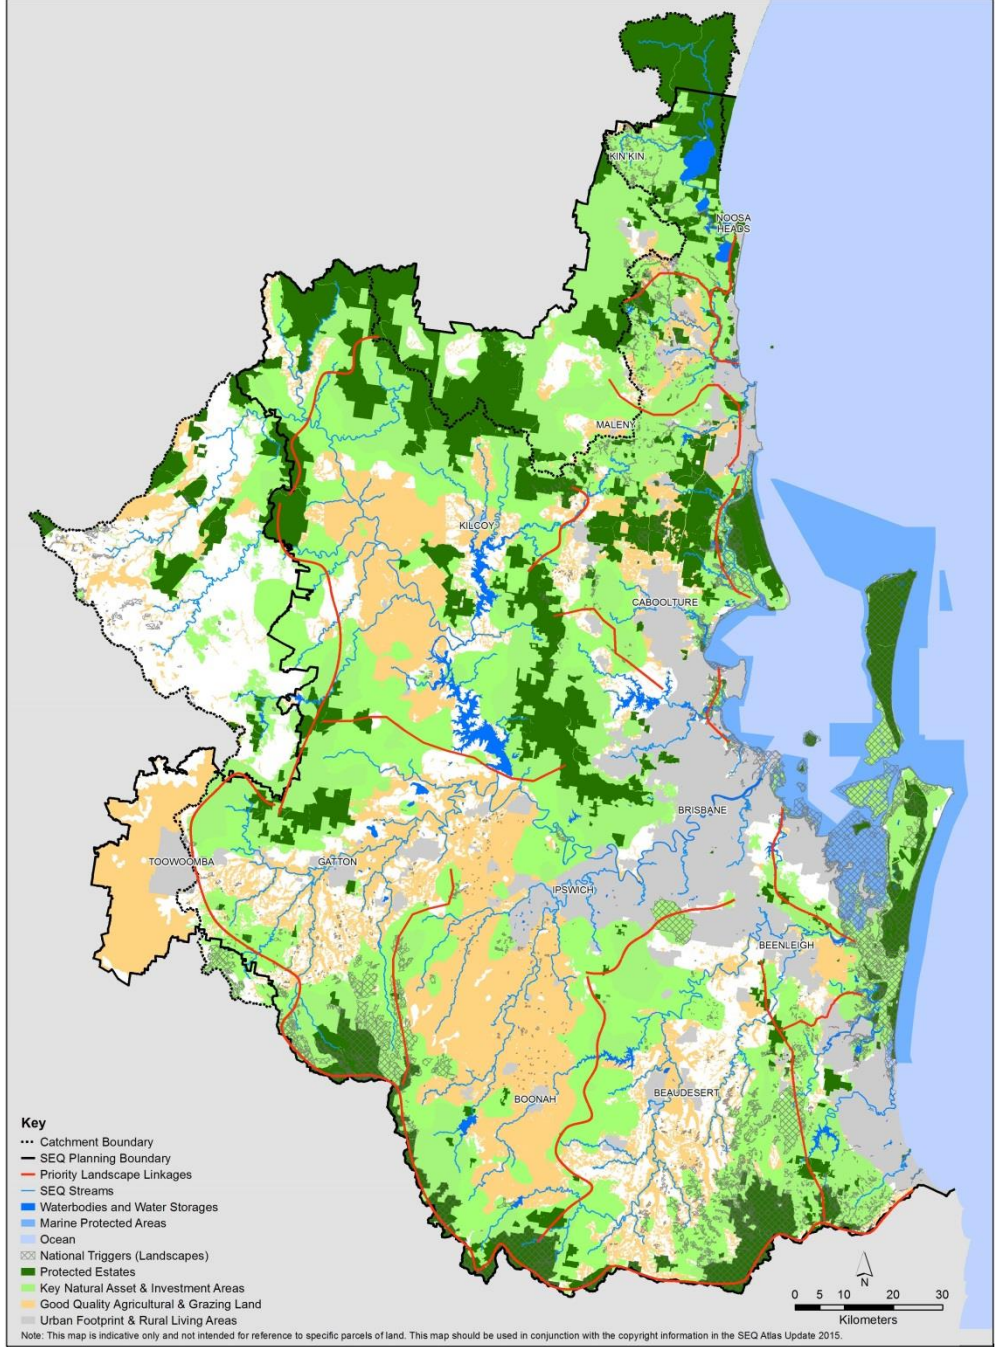 KIN KIN
NOOSA
HEADS
MALENY
KILCOY
CABOOLTURE
BRISBANE
TOOWOOMBA
GATTON
IPSWICH
BEENLEIGH
BOONAH
BEAUDESERT
Key
Catchment Boundary
SEQ Planning Boundary
Priority Landscape Linkages
SEQ Streams
Waterbodies and Water Storages
Marine Protected Areas
Ocean
National Triggers (Landscapes)
Protected Estates
Key Natural Asset & Investment Areas
Good Quality Agricultural & Grazing Land
Urban Footprint & Rural Living Areas
N
0 5 10 20 30
Kilometers
Note: This map is indicative only and not intended for reference to specific parcels of land. This map should be used in conjunction with the copyright information in the SEQ Atlas Update 2015.